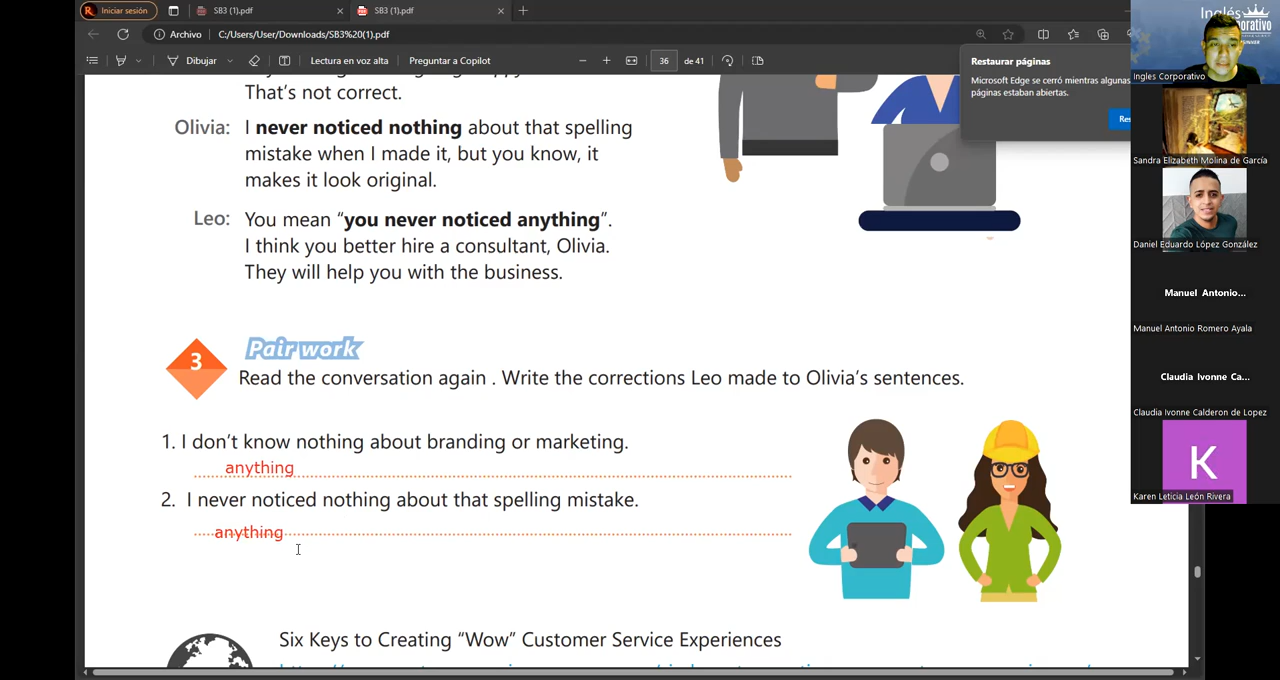 Iniciar sesión
SB3 (1).pdf
SB3 (1).pdf
Archivo
C:/Users/User/Downloads/SB3%20(1).pdf
Dibujar
Lectura en voz alta
Preguntar a Copilot
36
de 41
Restaurar páginas
Microsoft Edge se cerró mientras algunas
páginas estaban abiertas.
Res
That's not correct.
Olivia: I never noticed nothing about that spelling
mistake when I made it, but you know, it
makes it look original.
Leo: You mean “you never noticed anything”.
I think you better hire a consultant, Olivia.
They will help you with the business.
3
Pair work
Read the conversation again . Write the corrections Leo made to Olivia’s sentences.
1. I don’t know nothing about branding or marketing.
anything
2. I never noticed nothing about that spelling mistake.
anything
Six Keys to Creating “Wow” Customer Service Experiences
Inglés
Ingles Corporativo
Sandra Elizabeth Molina de García
Daniel Eduardo López González
Manuel Antonio...
Manuel Antonio Romero Ayala
Claudia Ivonne Ca...
Claudia Ivonne Calderon de Lopez
K
Karen Leticia León Rivera